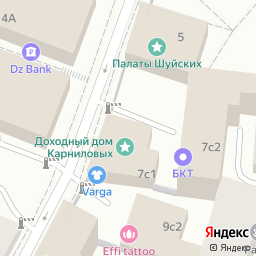 4А
5
Палаты Шуйских
Dz Bank
Доходный дом
Карниловых
7с2
БКТ
7с1
Varga
9с2
Effi tattoo
Яндекс